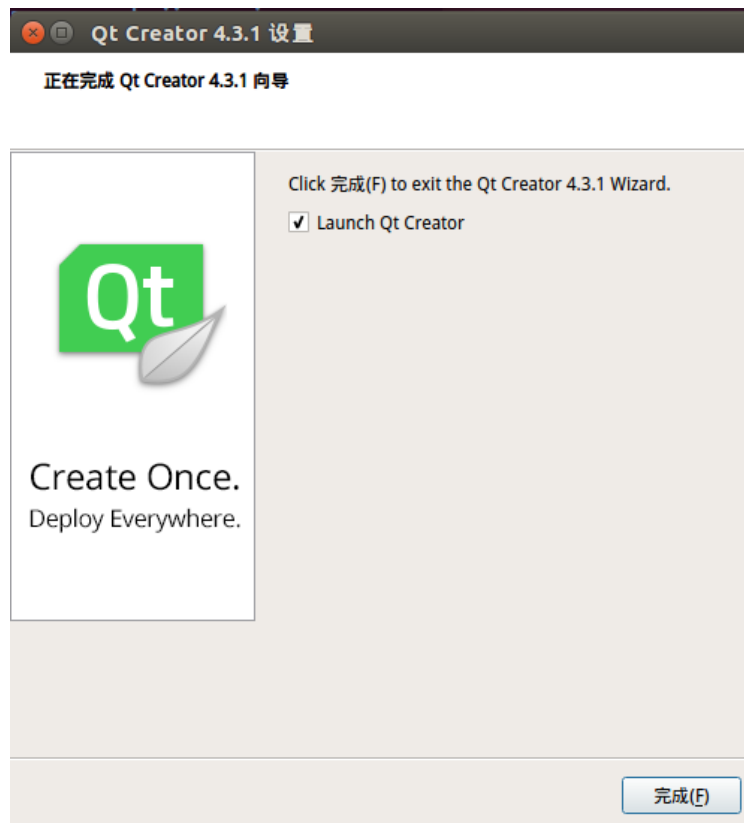 Qt Creator 4.3.1 设置
正在完成 Qt Creator 4.3.1 向导
Click 完成(F) to exit the Qt Creator 4.3.1 Wizard.
Launch Qt Creator
Qt
Create Once.
Deploy Everywhere.
完成(F)